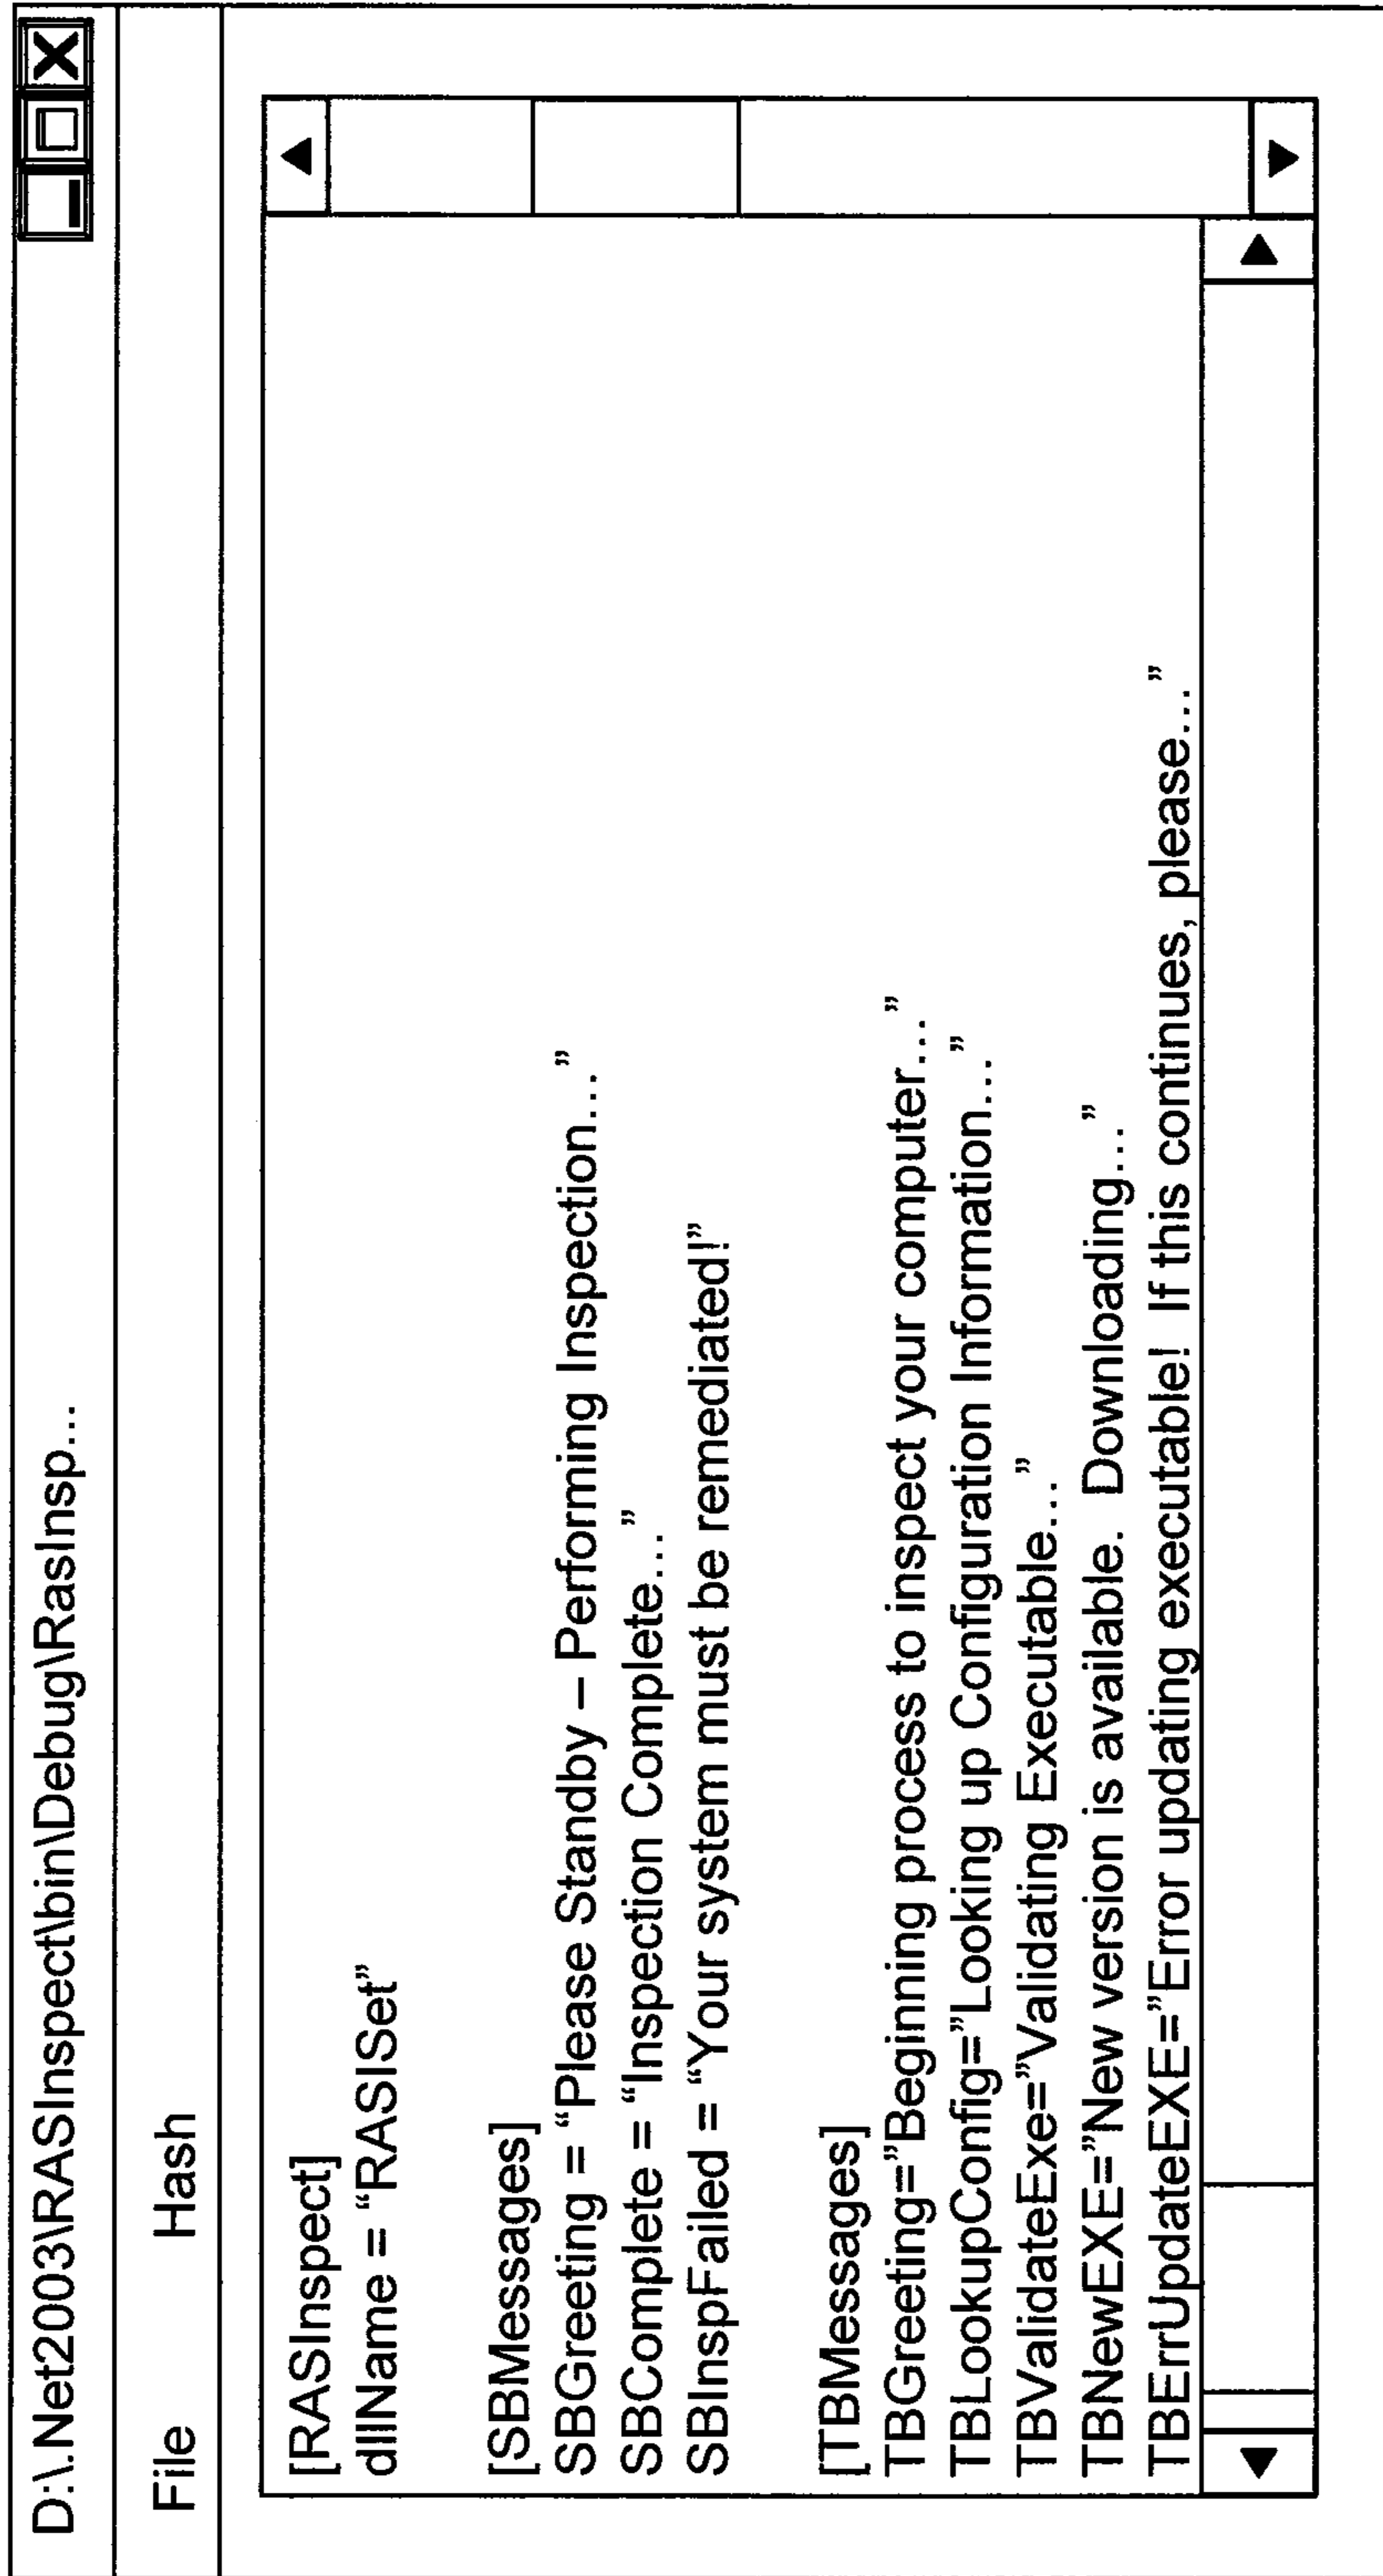 D:\.Net2003\RASInspect\bin\Debug\RasInsp...
File Hash
[RASInspect]
dllName = “RASISet”
[SBMessages]
SBGreeting = “Please Standby – Performing Inspection...”
SBComplete = “Inspection Complete...”
SBInspFailed = “Your system must be remediated!”
[TBMessages]
TBGreeting=”Beginning process to inspect your computer...”
TBLookupConfig=”Looking up Configuration Information...”
TBValidateExe=”Validating Executable...”
TBNewEXE=”New version is available. Downloading...”
TBErrUpdateEXE=”Error updating executable! If this continues, please...”